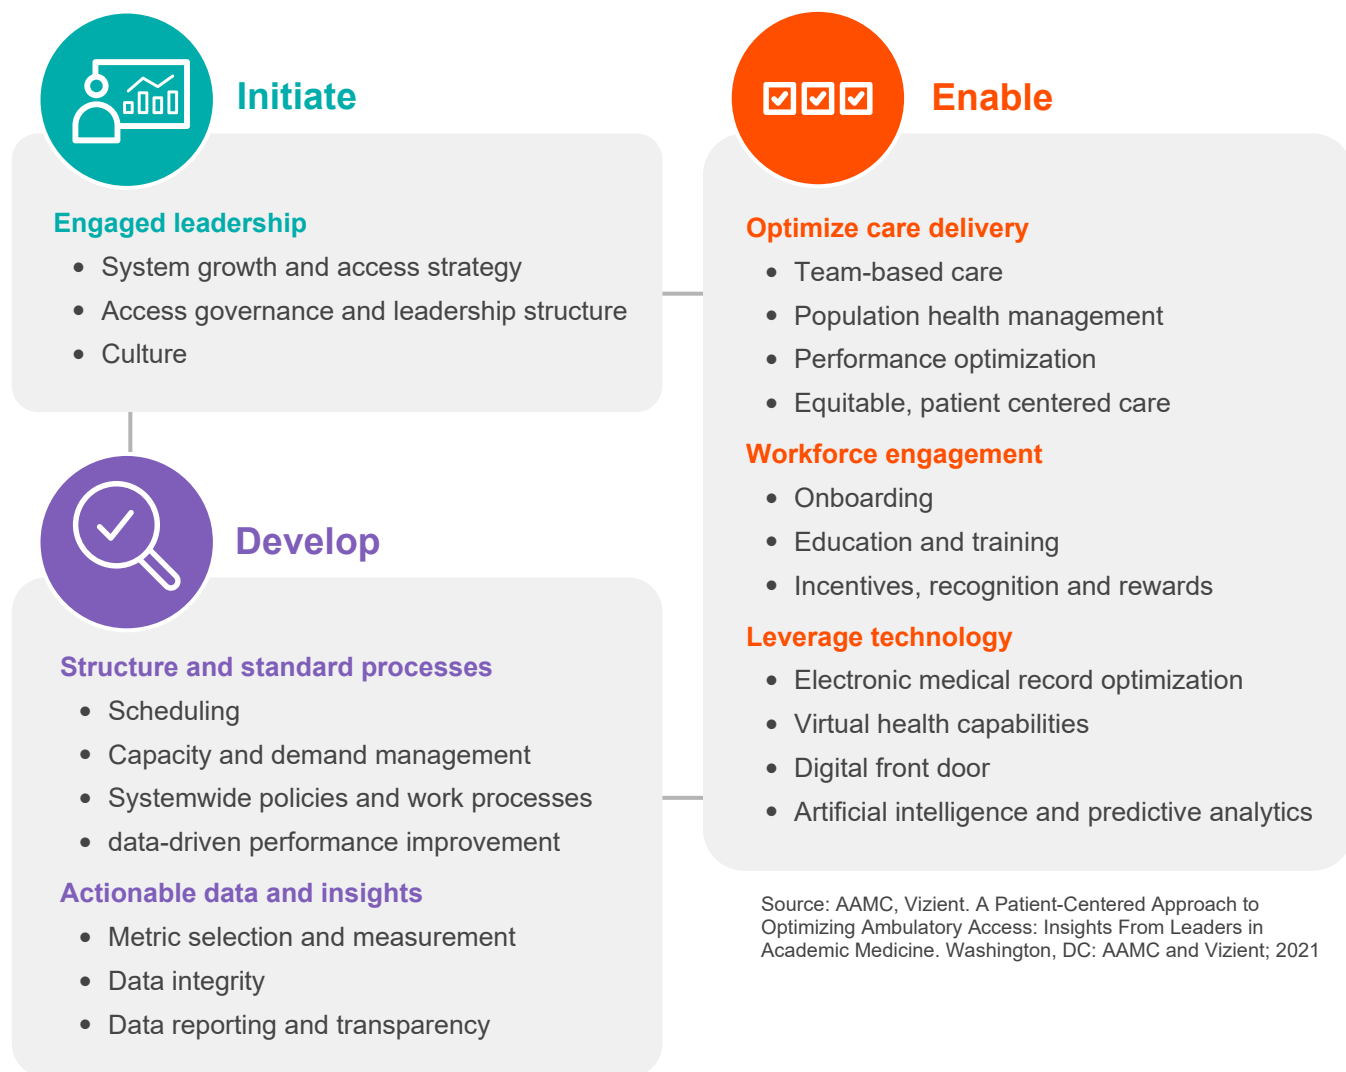 Initiate
Engaged leadership
System growth and access strategy
Access governance and leadership structure
Culture
Develop
Structure and standard processes
Scheduling
Capacity and demand management
Systemwide policies and work processes
data-driven performance improvement
Actionable data and insights
Metric selection and measurement
Data integrity
Data reporting and transparency
Enable
Optimize care delivery
Team-based care
Population health management
Performance optimization
Equitable, patient centered care
Workforce engagement
Onboarding
Education and training
Incentives, recognition and rewards
Leverage technology
Electronic medical record optimization
Virtual health capabilities
Digital front door
Artificial intelligence and predictive analytics
Source: AAMC, Vizient. A Patient-Centered Approach to
Optimizing Ambulatory Access: Insights From Leaders in
Academic Medicine. Washington, DC: AAMC and Vizient; 2021